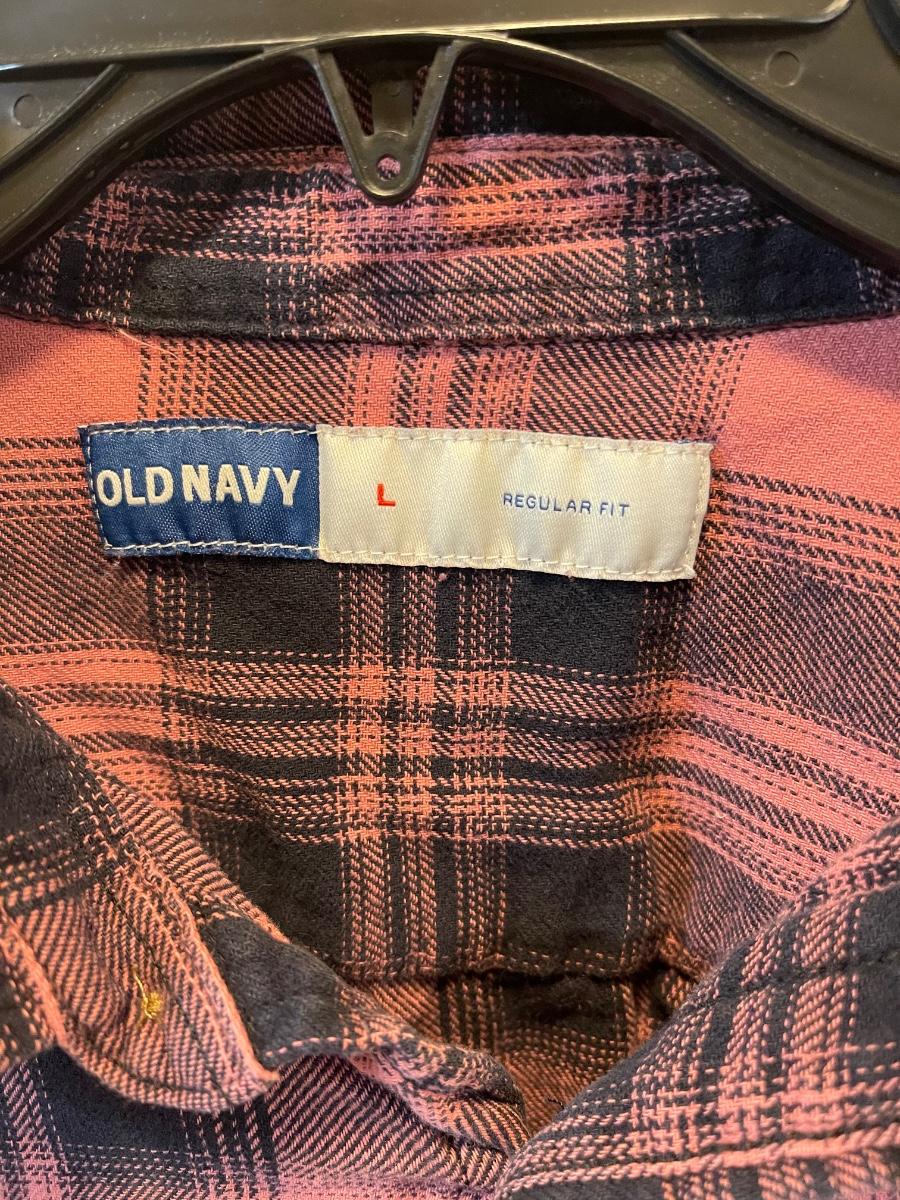 OLD NAVY
L
REGULAR FIT